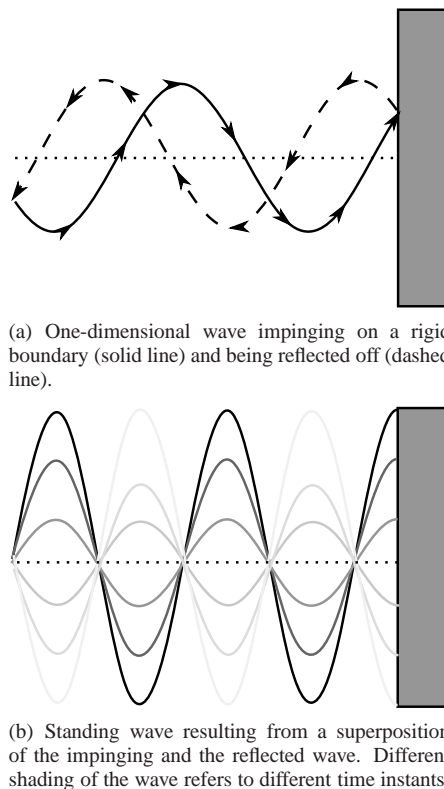 (a) One-dimensional wave impinging on a rigid
boundary (solid line) and being reflected off (dashed
line).
(b) Standing wave resulting from a superposition
of the impinging and the reflected wave. Differen
shading of the wave refers to different time instants